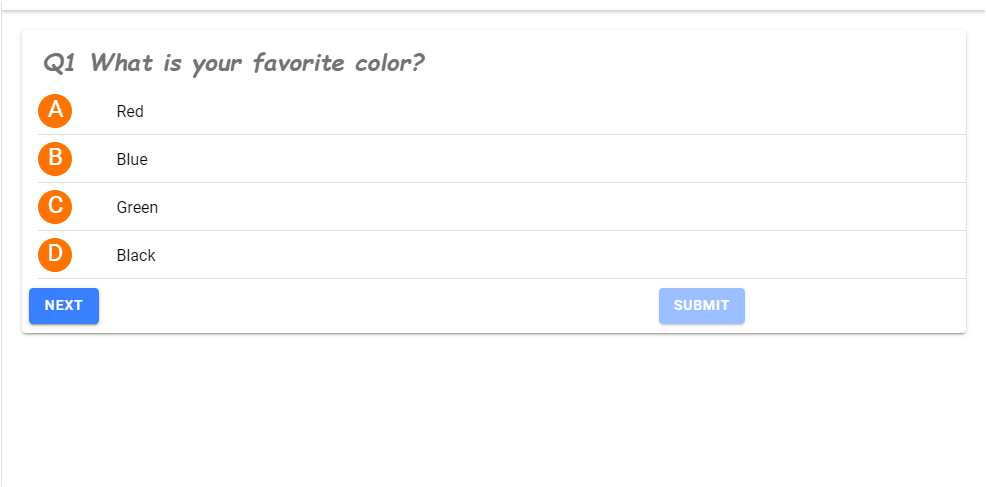 Q1 What is your favorite color?
A Red
B Blue
C Green
D Black
NEXT SUBMIT